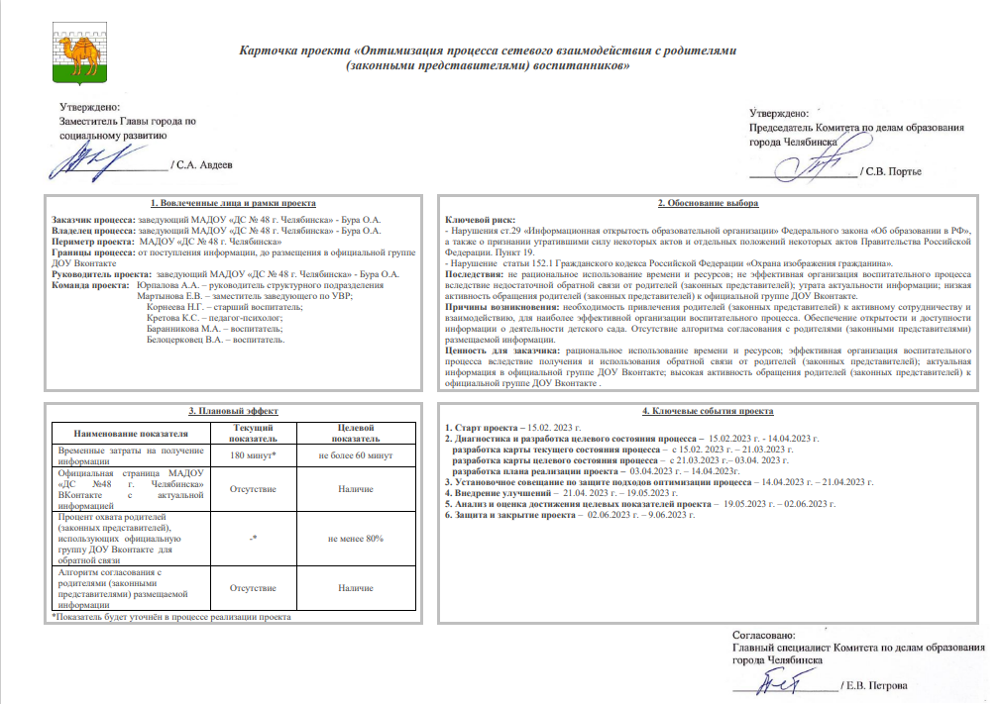 Карточка проекта «Оптимизация процесса сетевого взаимодействия с родителями
(законными представителями) воспитанников»
Утверждено:
Заместитель Главы города по
социальному развитию
/ С.А. Авдеев
Утверждено:
Председатель Комитета по делам образования
города Челябинска
/ С.В. Портье
1. Вовлеченные лица и рамки проекта
Заказчик процесса: заведующий МАДОУ «ДС № 48 г. Челябинска» - Бура О.А.
Владелец процесса: заведующий МАДОУ «ДС № 48 г. Челябинска» - Бура О.А.
Периметр проекта: МАДОУ «ДС № 48 г. Челябинска»
Границы процесса: от поступления информации, до размещения в официальной группе
ДОУ Вконтакте
Руководитель проекта: заведующий МАДОУ «ДС № 48 г. Челябинска» - Бура О.А.
Команда проекта: Юрпалова А.А. – руководитель структурного подразделения
Мартынова Е.В. – заместитель заведующего по УВР;
Корнеева Н.Г. – старший воспитатель;
Кретова К.С. – педагог-психолог;
Баранникова М.А. – воспитатель;
Белоцерковец В.А. – воспитатель.
2. Обоснование выбора
Ключевой риск:
- Нарушения ст.29 «Информационная открытость образовательной организации» Федерального закона «Об образовании в РФ»,
а также о признании утратившими силу некоторых актов и отдельных положений некоторых актов Правительства Российской
Федерации. Пункт 19.
- Нарушение статьи 152.1 Гражданского кодекса Российской Федерации «Охрана изображения гражданина».
Последствия: не рациональное использование времени и ресурсов; не эффективная организация воспитательного процесса
вследствие недостаточной обратной связи от родителей (законных представителей); утрата актуальности информации; низкая
активность обращения родителей (законных представителей) к официальной группе ДОУ Вконтакте.
Причины возникновения: необходимость привлечения родителей (законных представителей) к активному сотрудничеству и
взаимодействию, для наиболее эффективной организации воспитательного процесса. Обеспечение открытости и доступности
информации о деятельности детского сада. Отсутствие алгоритма согласования с родителями (законными представителями)
размещаемой информации.
Ценность для заказчика: рациональное использование времени и ресурсов; эффективная организация воспитательного
процесса вследствие получения и использования обратной связи от родителей (законных представителей); актуальная
информация в официальной группе ДОУ Вконтакте; высокая активность обращения родителей (законных представителей) к
официальной группе ДОУ Вконтакте .
3. Плановый эффект
Наименование показателя
Текущий
показатель
Целевой
показатель
Временные затраты на получение
информации
180 минут*
не более 60 минут
Официальная страница МАДОУ
«ДС №48 г. Челябинска»
ВКонтакте с актуальной
информацией
Отсутствие
Наличие
Процент охвата родителей
(законных представителей),
использующих официальную
группу ДОУ Вконтакте для
обратной связи
-*
не менее 80%
Алгоритм согласования с
родителями (законными
представителями) размещаемой
информации
Отсутствие
Наличие
*Показатель будет уточнён в процессе реализации проекта
4. Ключевые события проекта
1. Старт проекта – 15.02. 2023 г.
2. Диагностика и разработка целевого состояния процесса – 15.02.2023 г. - 14.04.2023 г.
разработка карты текущего состояния процесса – с 15.02. 2023 г. – 21.03.2023 г.
разработка карты целевого состояния процесса – с 21.03.2023 г.– 03.04. 2023 г.
разработка плана реализации проекта – 03.04.2023 г. – 14.04.2023г.
3. Установочное совещание по защите подходов оптимизации процесса – 14.04.2023 г. – 21.04.2023 г.
4. Внедрение улучшений – 21.04. 2023 г. – 19.05.2023 г.
5. Анализ и оценка достижения целевых показателей проекта – 19.05.2023 г. – 02.06.2023 г.
6. Защита и закрытие проекта – 02.06.2023 г. – 9.06.2023 г.
Согласовано:
Главный специалист Комитета по делам образования
города Челябинска
/ Е.В. Петрова